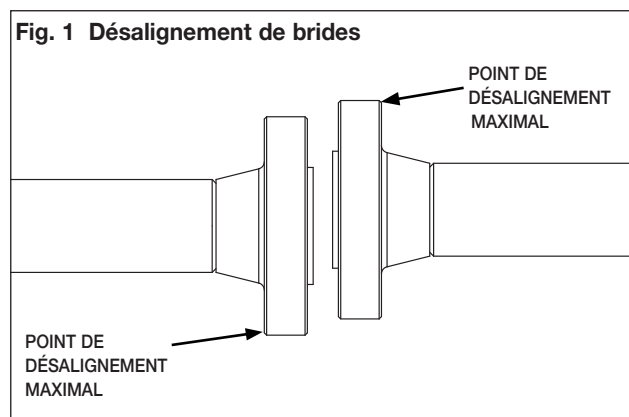 Fig. 1 Désalignement de brides
POINT DE
DÉSALIGNEMENT
MAXIMAL
POINT DE
DÉSALIGNEMENT
MAXIMAL